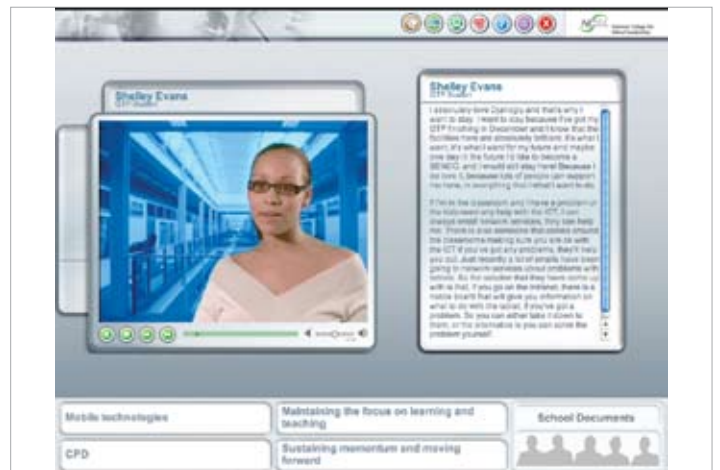 NCSL National College for School Leadership
Shelley Evans
GTP Student
Shelley Evans
GTP Student
I absolutely love Djanogly and that's why I
want to stay. I want to stay because I've got my
GTP finishing in December and I know that the
facilities here are absolutely brilliant. It's what I
want, it's what I want for my future and maybe
one day in the future I'd like to become a
SENCO, and I would still stay here! Because I
do love it, because lots of people can support
me here, in everything that I want to do.
If I'm in the classroom and I have a problem or
the kids need any help with the ICT, I can
always email network services, they can help
me. There is also someone that comes around
the classrooms making sure you are ok with
the ICT if you've got any problems, they'll help
you out. Just recently a lot of emails have been
going to network services about problems with
tablets. So the solution that they have come up
with is that, if you go on the intranet, there is a
notice board that will give you information on
what to do with the tablet, if you've got a
problem. So you can either take it down to
them, or the alternative is you can solve the
problem yourself.
Mobile technologies
Maintaining the focus on learning and
teaching
School Documents
CPD
Sustaining momentum and moving
forward